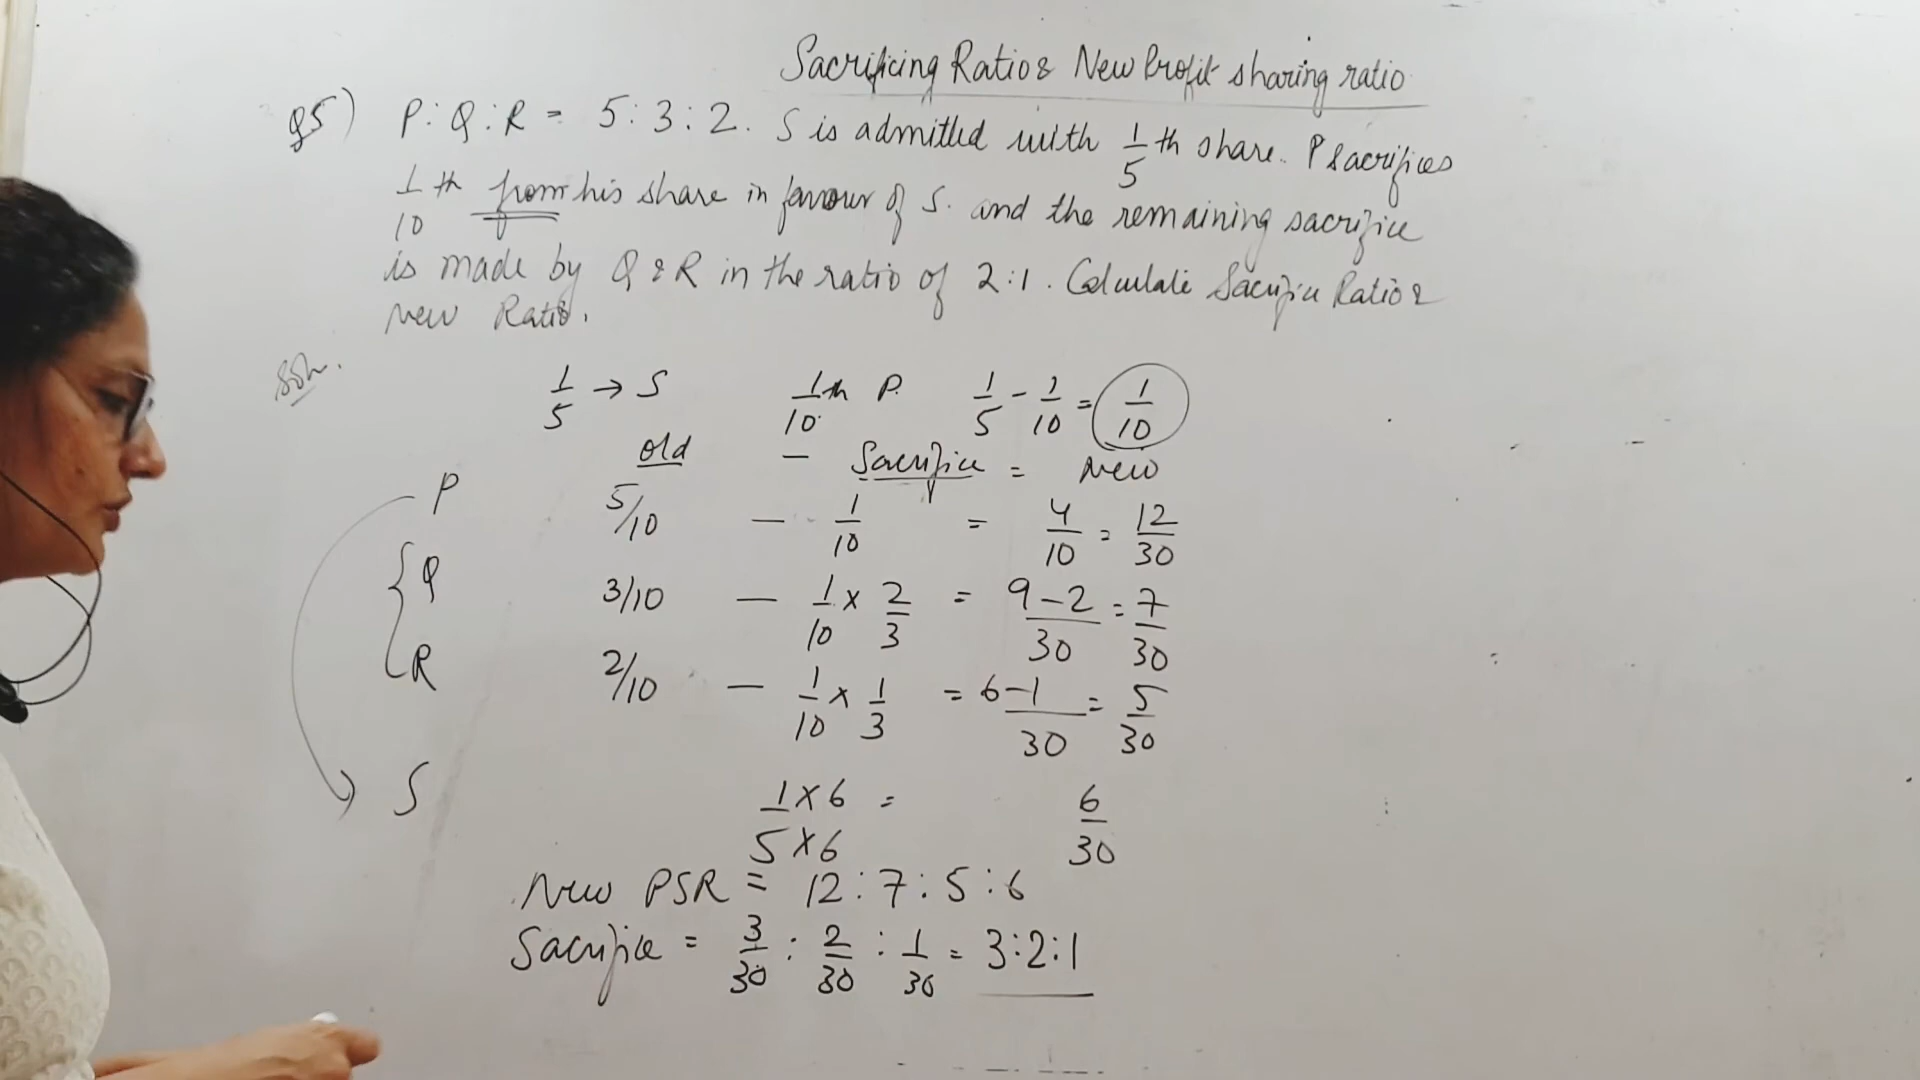 Sacrificing Ratio & New Profit sharing ratio
Q5) P : Q : R = 5 : 3 : 2. S is admitted with 1/5 th share. P sacrifices
1/10 th from his share in favour of S. and the remaining sacrifice
is made by Q & R in the ratio of 2:1. Calculate Sacrifice Ratio &
New Ratio.
Soln.
1/5 → S 1/10 th P. 1/5 - 1/10 = 1/10
Old - Sacrifice = New
P 5/10 - 1/10 = 4/10 = 12/30
Q 3/10 - 1/10 × 2/3 = 9-2/30 = 7/30
R 2/10 - 1/10 × 1/3 = 6-1/30 = 5/30
S 1×6/5×6 = 6/30
New PSR = 12 : 7 : 5 : 6
Sacrifice = 3/30 : 2/30 : 1/30 = 3:2:1